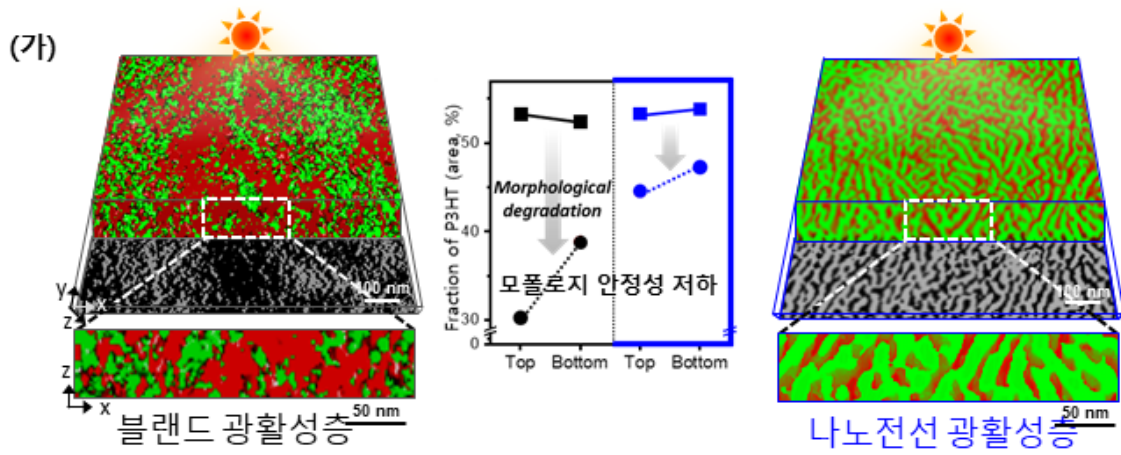 (가)
Fraction of P3HT (area, %)
50
40
30
0
Morphological
degradation
모폴로지 안정성 저하
Top
Bottom
Top
Bottom
y
x
z
100 nm
100 nm
z
x
50 nm
50 nm
블랜드 광활성층
나노전선 광활성층